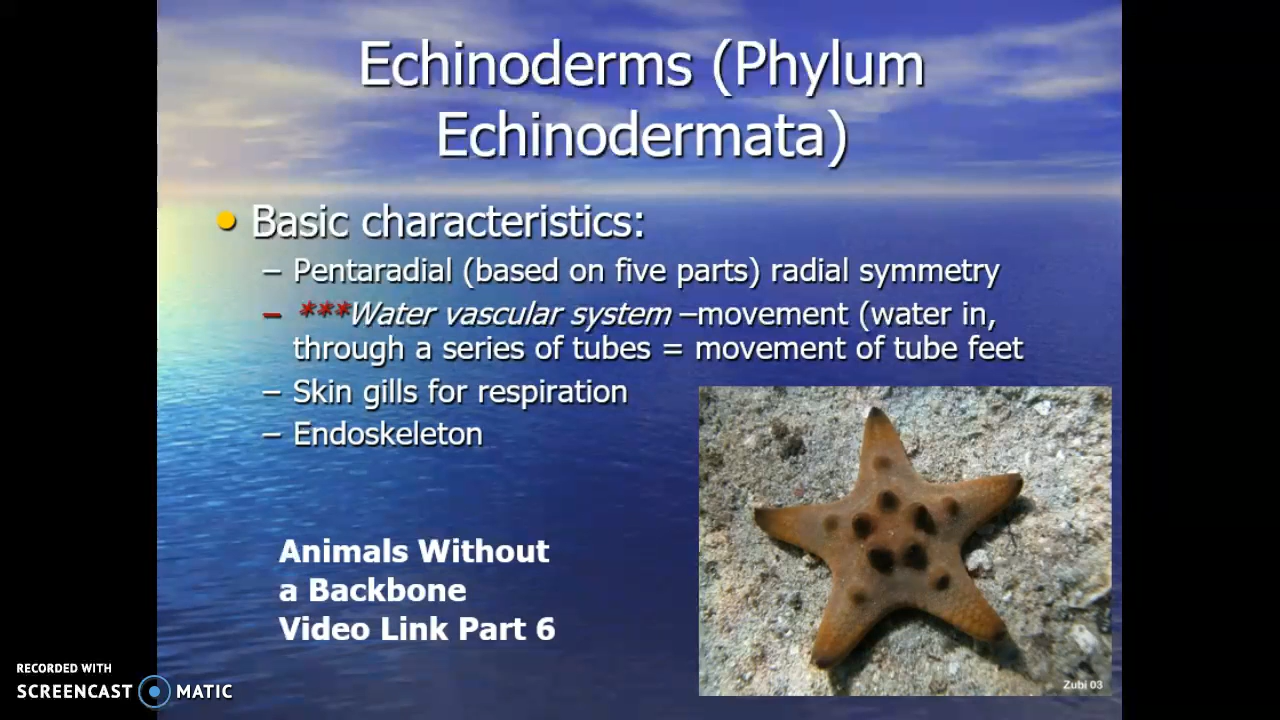 Echinoderms (Phylum
Echinodermata)
• Basic characteristics:
– Pentaradial (based on five parts) radial symmetry
– ***Water vascular system –movement (water in,
through a series of tubes = movement of tube feet
– Skin gills for respiration
– Endoskeleton
Animals Without
a Backbone
Video Link Part 6
Zubi 03
RECORDED WITH
SCREENCAST MATIC